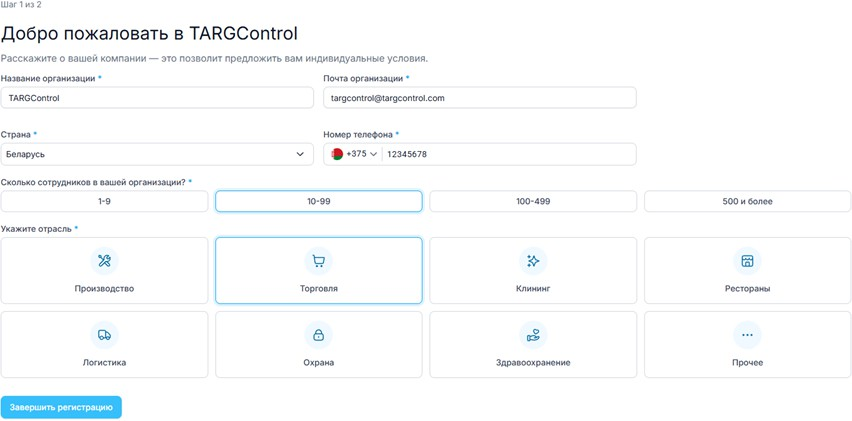 Шаг 1 из 2
Добро пожаловать в TARGControl
Расскажите о вашей компании — это позволит предложить вам индивидуальные условия.
Название организации * Почта организации *
TARGControl targcontrol@targcontrol.com
Страна * Номер телефона *
Беларусь +375 12345678
Сколько сотрудников в вашей организации? *
1-9 10-99 100-499 500 и более
Укажите отрасль *
Производство Торговля Клининг Рестораны
Логистика Охрана Здравоохранение Прочее
Завершить регистрацию